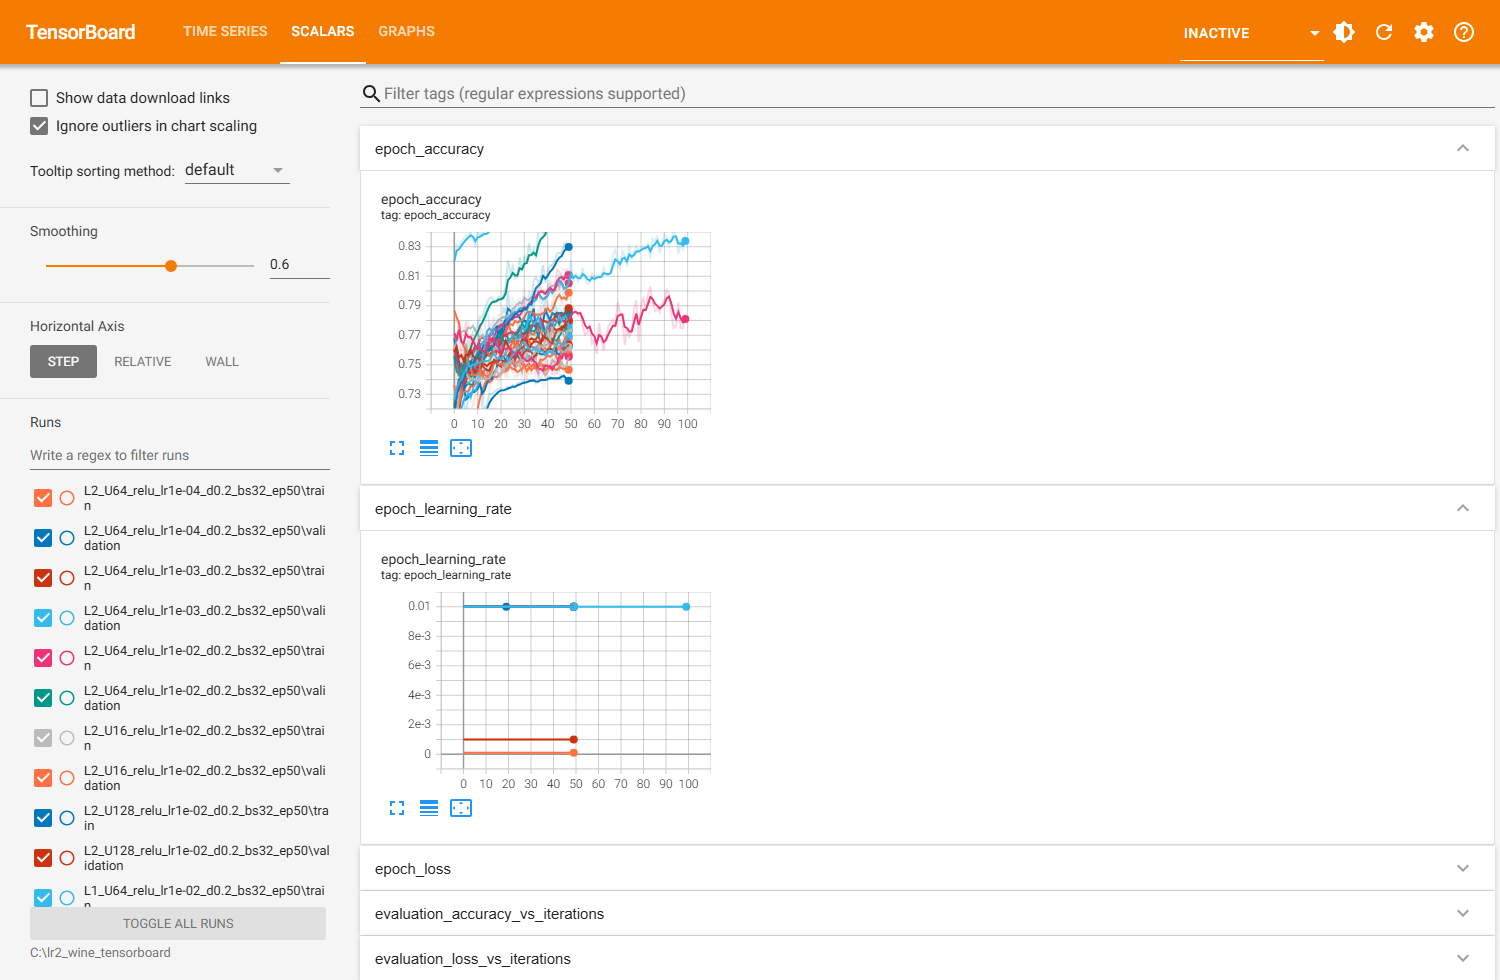 TensorBoard
TIME SERIES
SCALARS
GRAPHS
INACTIVE
Show data download links
Ignore outliers in chart scaling
Tooltip sorting method:
default
Smoothing
0.6
Horizontal Axis
STEP
RELATIVE
WALL
Runs
Write a regex to filter runs
L2_U64_relu_lr1e-04_d0.2_bs32_ep50\trai
n
L2_U64_relu_lr1e-04_d0.2_bs32_ep50\vali
dation
L2_U64_relu_lr1e-03_d0.2_bs32_ep50\trai
n
L2_U64_relu_lr1e-03_d0.2_bs32_ep50\vali
dation
L2_U64_relu_lr1e-02_d0.2_bs32_ep50\trai
n
L2_U64_relu_lr1e-02_d0.2_bs32_ep50\vali
dation
L2_U16_relu_lr1e-02_d0.2_bs32_ep50\trai
n
L2_U16_relu_lr1e-02_d0.2_bs32_ep50\vali
dation
L2_U128_relu_lr1e-02_d0.2_bs32_ep50\tra
in
L2_U128_relu_lr1e-02_d0.2_bs32_ep50\val
idation
L1_U64_relu_lr1e-02_d0.2_bs32_ep50\trai
n
TOGGLE ALL RUNS
C:\lr2_wine_tensorboard
Filter tags (regular expressions supported)
epoch_accuracy
epoch_accuracy
tag: epoch_accuracy
0.83
0.81
0.79
0.77
0.75
0.73
0 10 20 30 40 50 60 70 80 90 100
epoch_learning_rate
epoch_learning_rate
tag: epoch_learning_rate
0.01
8e-3
6e-3
4e-3
2e-3
0
0 10 20 30 40 50 60 70 80 90 100
epoch_loss
evaluation_accuracy_vs_iterations
evaluation_loss_vs_iterations